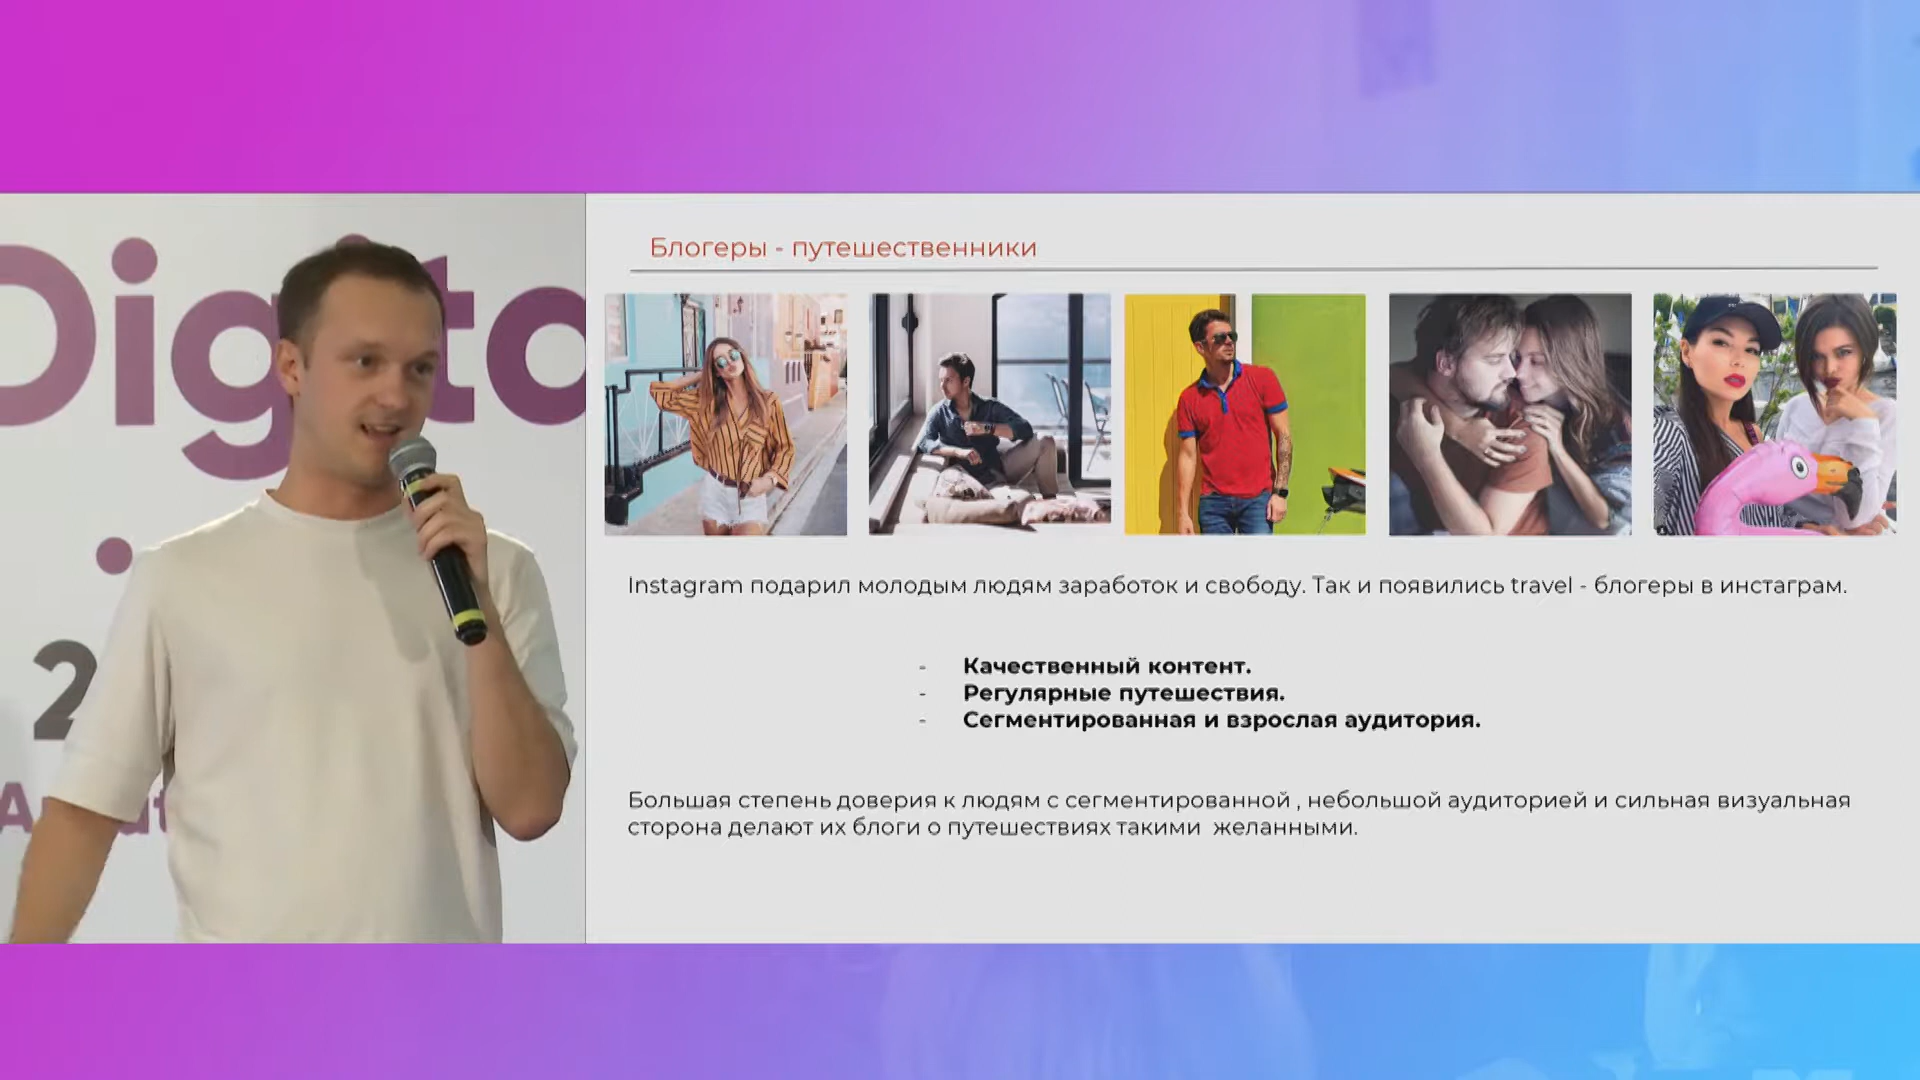 Блогеры - путешественники
Instagram подарил молодым людям заработок и свободу. Так и появились travel - блогеры в инстаграм.
- Качественный контент.
- Регулярные путешествия.
- Сегментированная и взрослая аудитория.
Большая степень доверия к людям с сегментированной , небольшой аудиторией и сильная визуальная
сторона делают их блоги о путешествиях такими желанными.